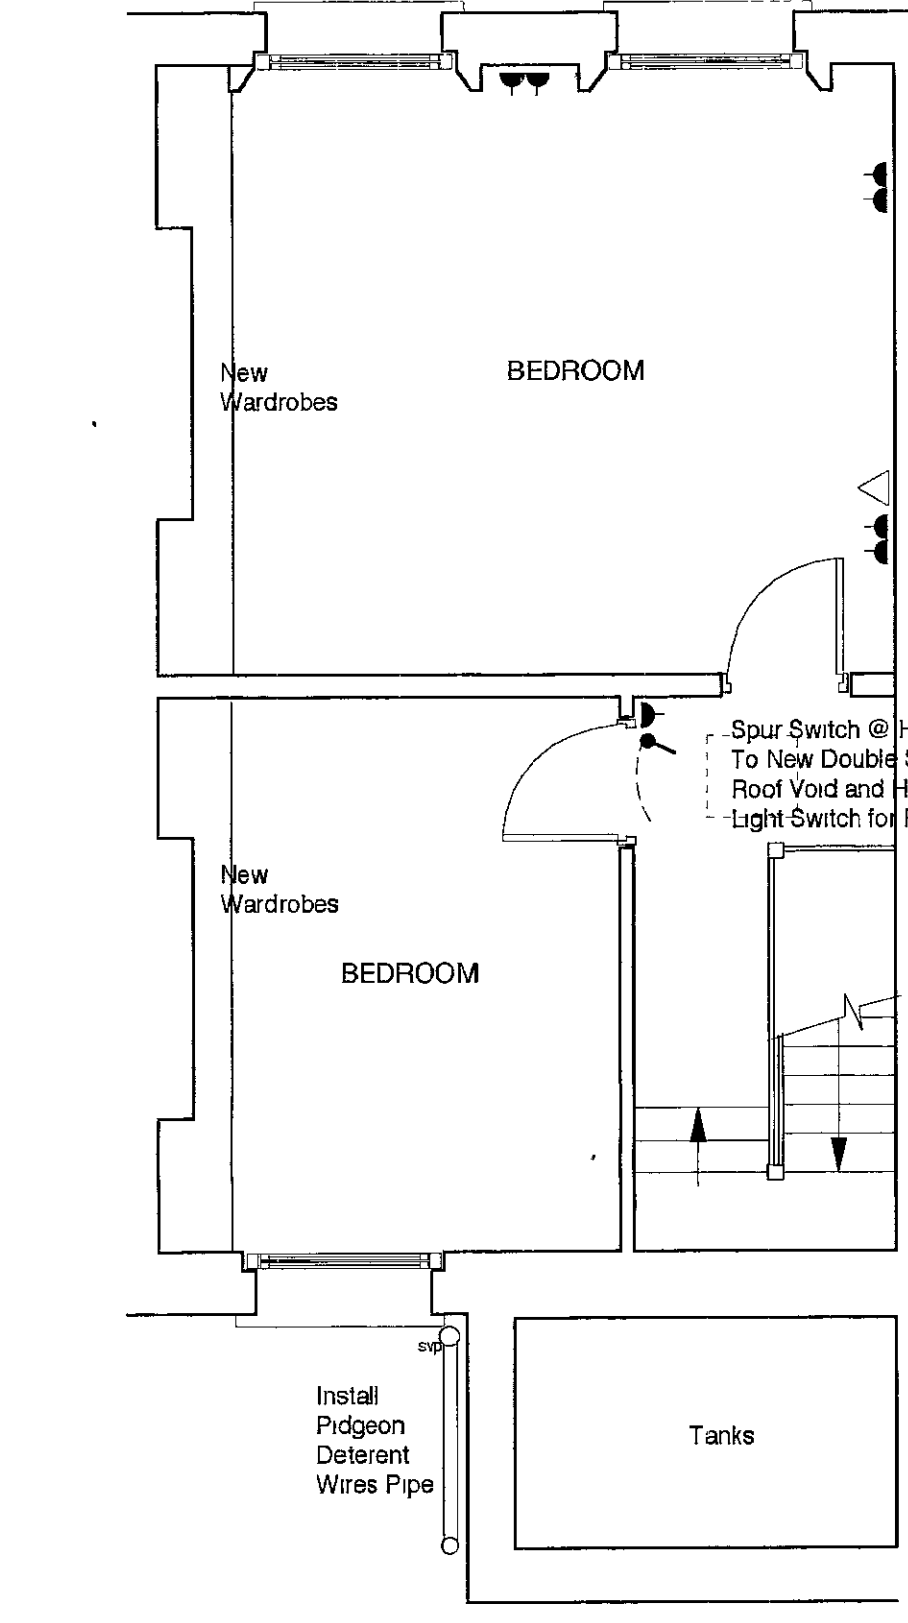 New
Wardrobes
BEDROOM
Spur Switch @ H
To New Double S
Roof Void and H
Light Switch for
New
Wardrobes
BEDROOM
svp
Install
Pidgeon
Deterent
Wires Pipe
Tanks